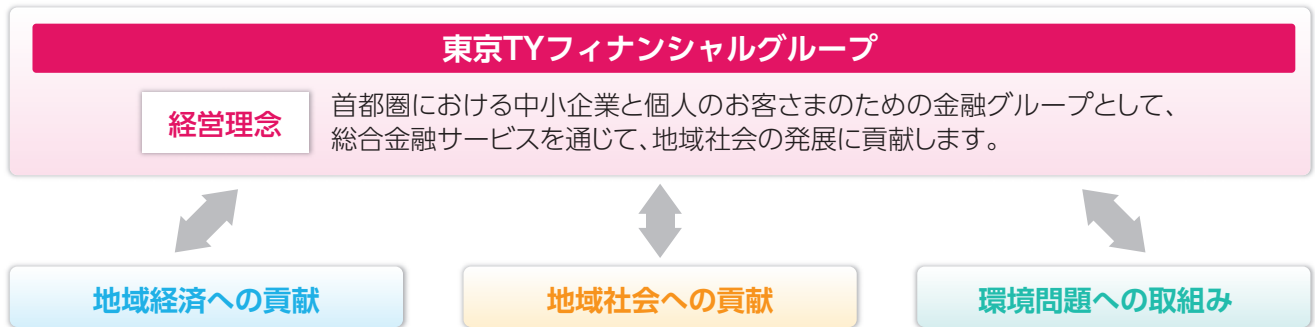 東京TYフィナンシャルグループ
経営理念
首都圏における中小企業と個人のお客さまのための金融グループとして、
総合金融サービスを通じて、地域社会の発展に貢献します。
地域経済への貢献
地域社会への貢献
環境問題への取組み